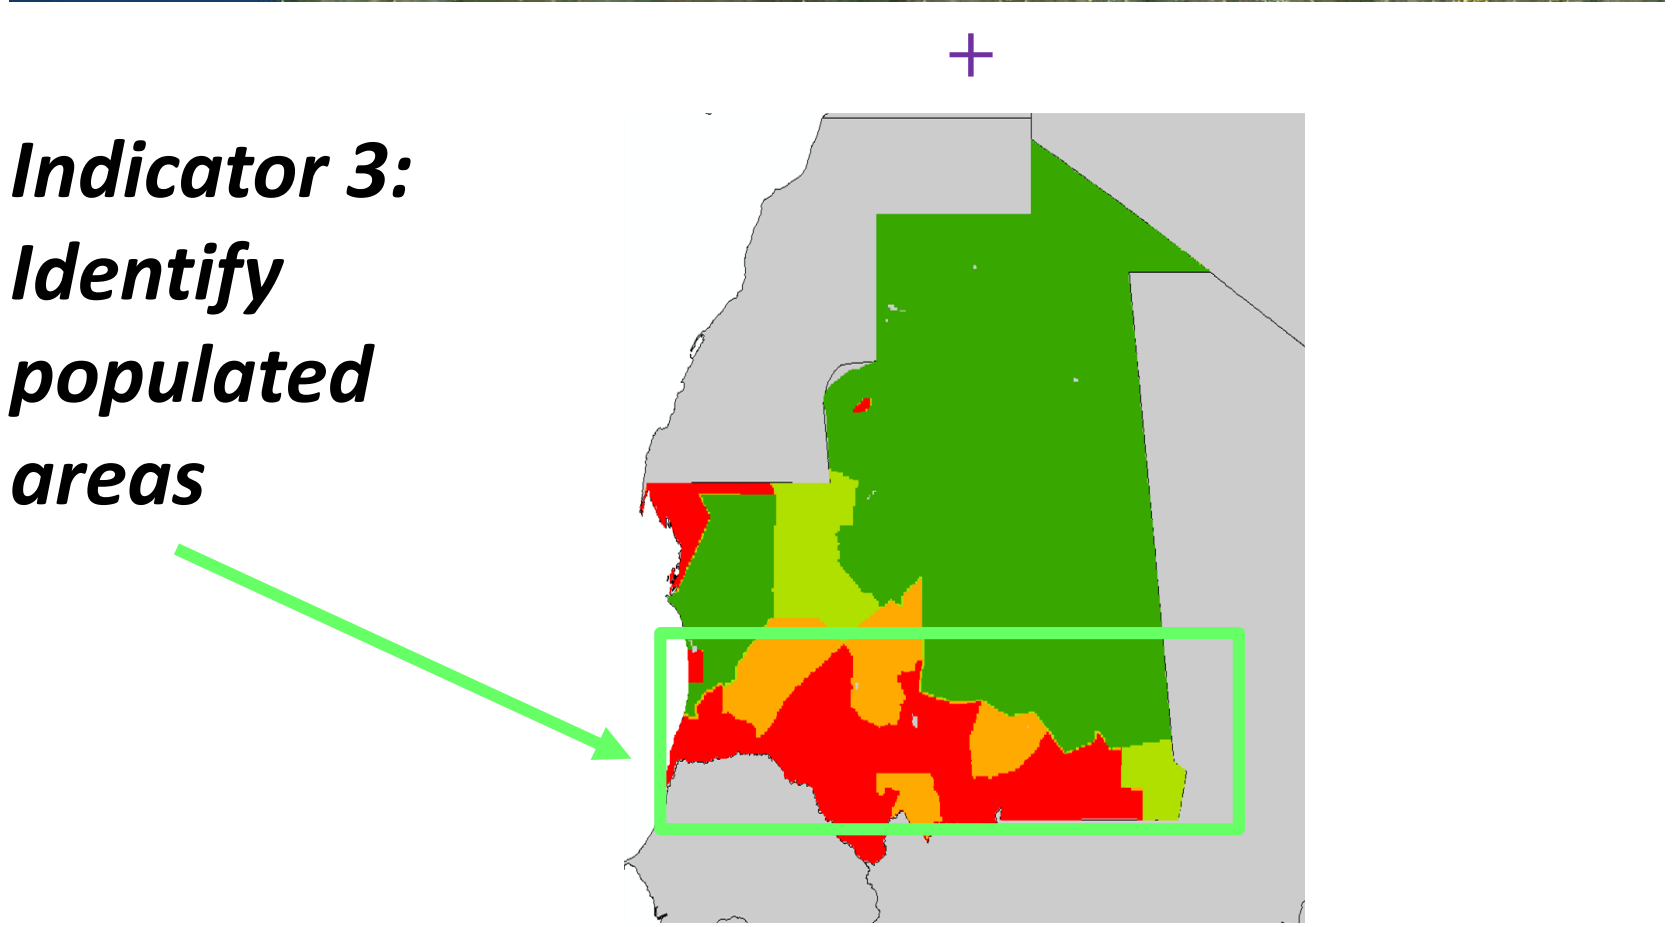 +
Indicator 3:
Identify
populated
areas